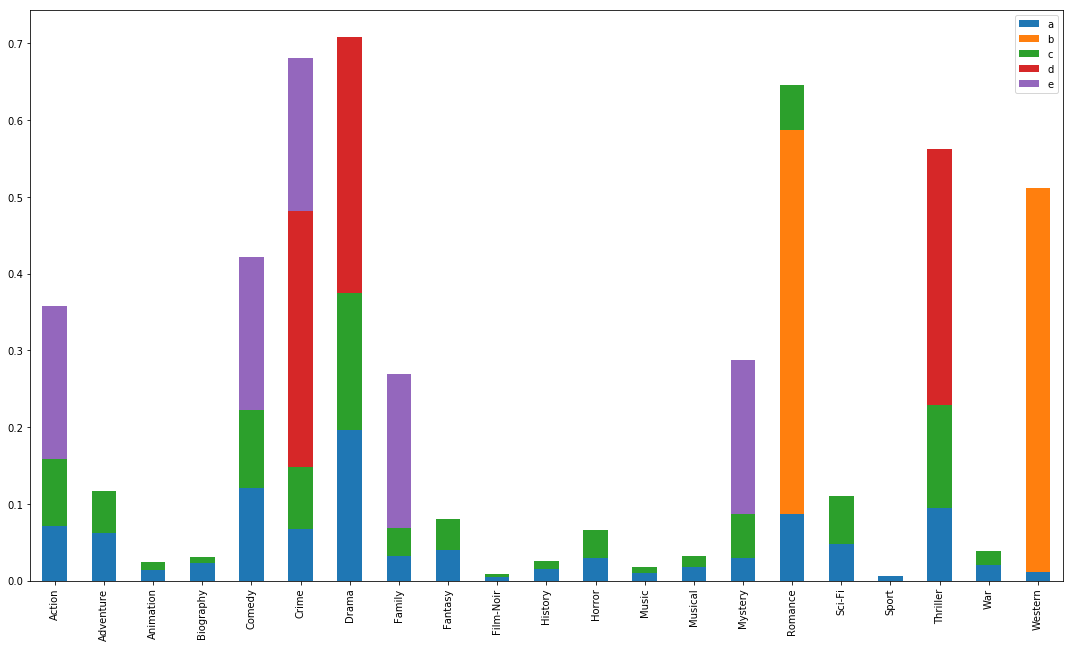 0.7
0.6
0.5
0.4
0.3
0.2
0.1
0.0
a
b
c
d
e
Action
Adventure
Animation
Biography
Comedy
Crime
Drama
Family
Fantasy
Film-Noir
History
Horror
Music
Musical
Mystery
Romance
Sci-Fi
Sport
Thriller
War
Western